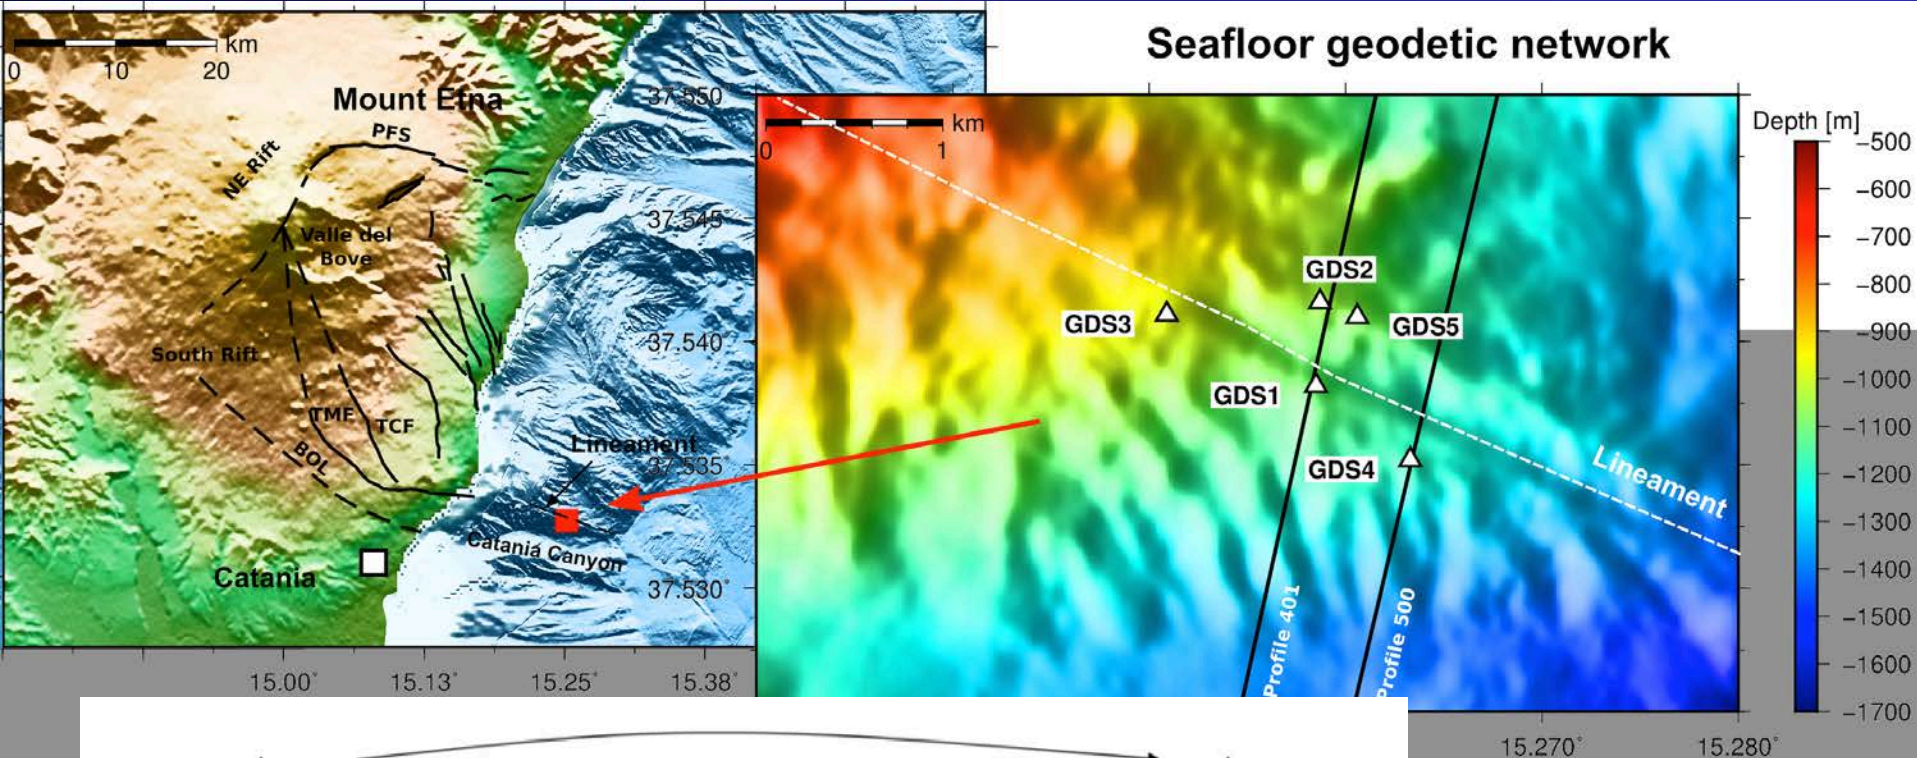 Seafloor geodetic network
km
0 10 20
Mount Etna
PFS
NE Rift
Valle del
Bove
South Rift
TMF
TCF
BOL
Lineament
Catania Canyon
Catania
37.550
37.545
37.540
37.535
37.530°
15.00° 15.13° 15.25° 15.38°
km
0 1
GDS2
GDS3
GDS5
GDS1
GDS4
Lineament
Profile 401
Profile 500
15.270° 15.280°
Depth [m]
−500
−600
−700
−800
−900
−1000
−1100
−1200
−1300
−1400
−1500
−1600
−1700